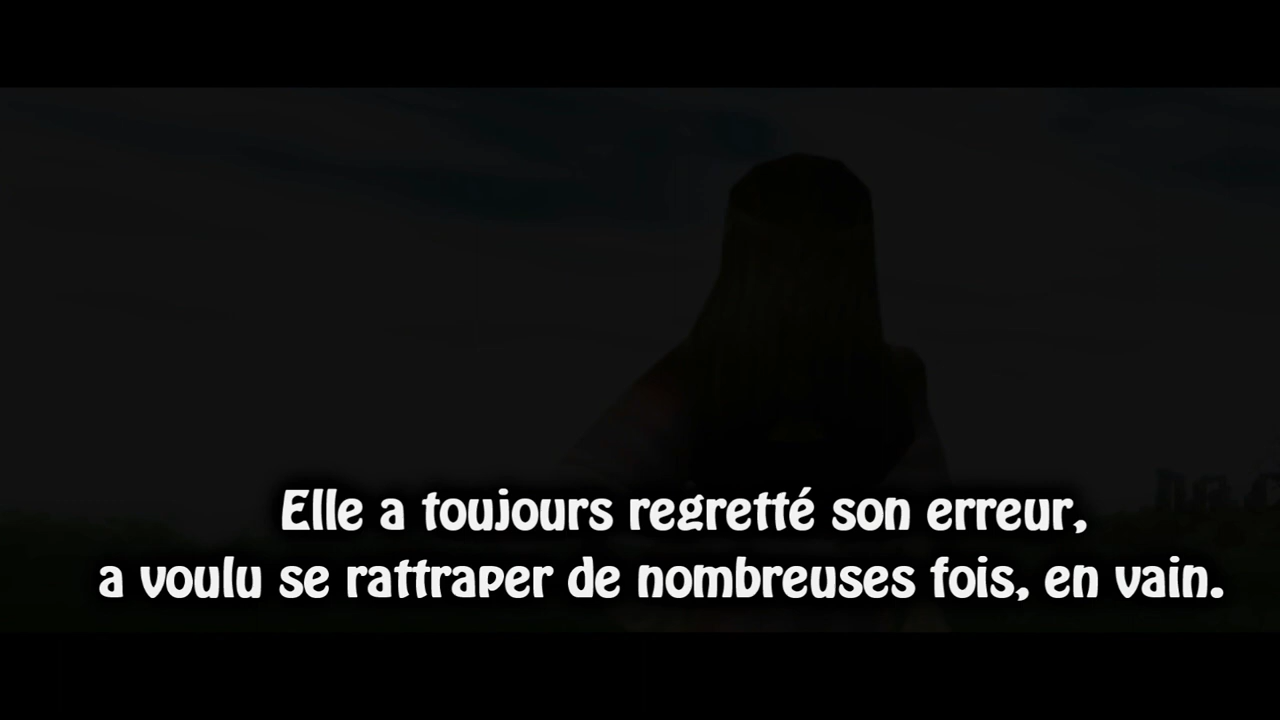 Elle a toujours regretté son erreur,
a voulu se rattraper de nombreuses fois, en vain.